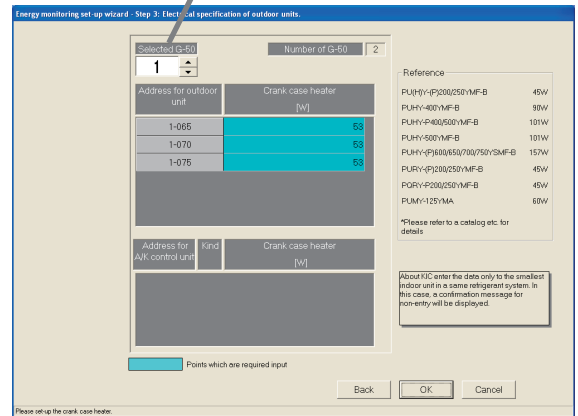 Energy monitoring set-up wizard - Step 3: Electrical specification of outdoor units.
Selected G-50
Number of G-50 2
1
Address for outdoor
unit
Crank case heater
[W]
1-065 53
1-070 53
1-075 53
Address for
A/K control unit
Kind
Crank case heater
[W]
Reference
PU(H)Y-(P)200/250YMF-B 45W
PUHY-400YMF-B 90W
PUHY-P400/500YMF-B 101W
PUHY-500YMF-B 101W
PUHY-(P)600/650/700/750YSMF-B 157W
PURY-(P)200/250YMF-B 45W
PQRY-P200/250YMF-B 45W
PUMY-125YMA 60W
*Please refer to a catalog etc. for
details
About KIC enter the data only to the smallest
indoor unit in a same refrigerant system. In
this case, a confirmation message for
non-entry will be displayed.
Points which are required input
Back
OK
Cancel
Please set-up the crank case heater.